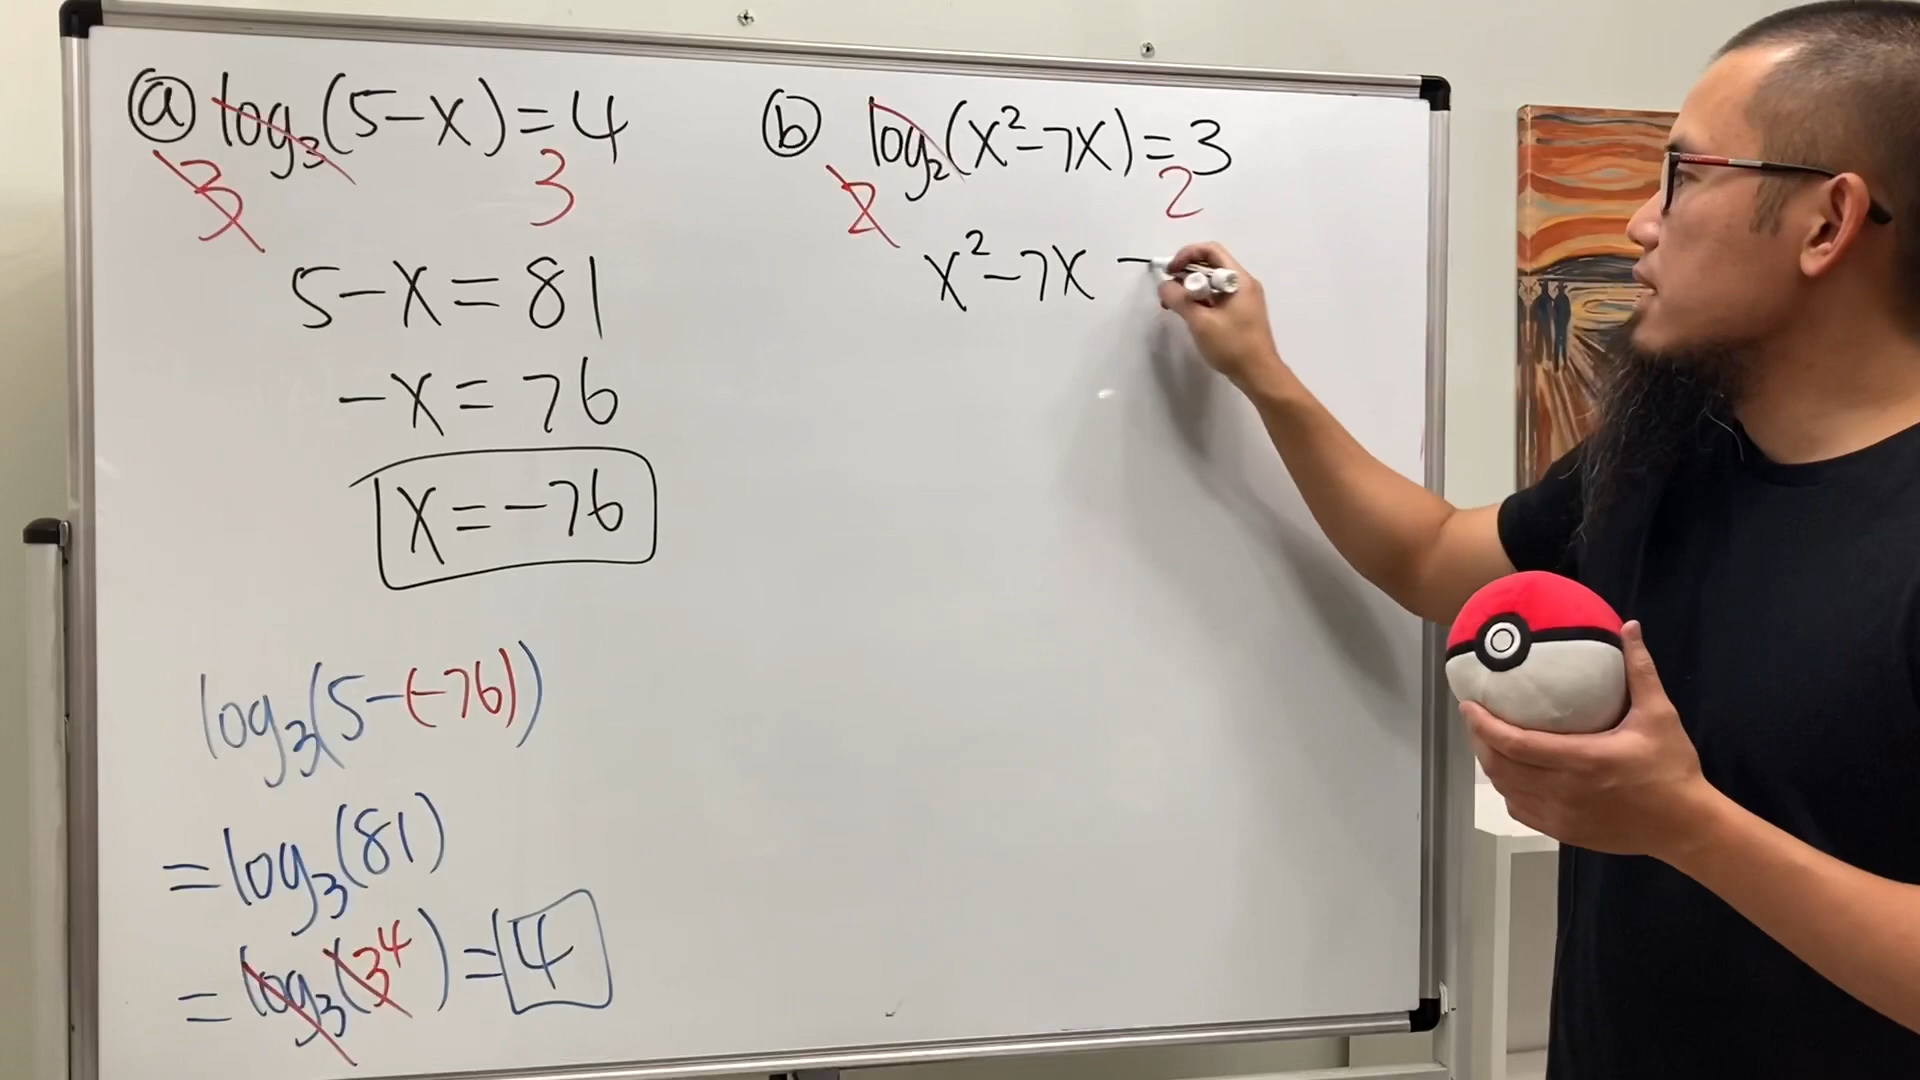 ⓐ log₃(5-x)=4
3 3
5-x=81
-x=76
x=-76
log₃(5-(-76))
=log₃(81)
=log₃(3⁴)=4
ⓑ log₂(x²-7x)=3
2 2
x²-7x -